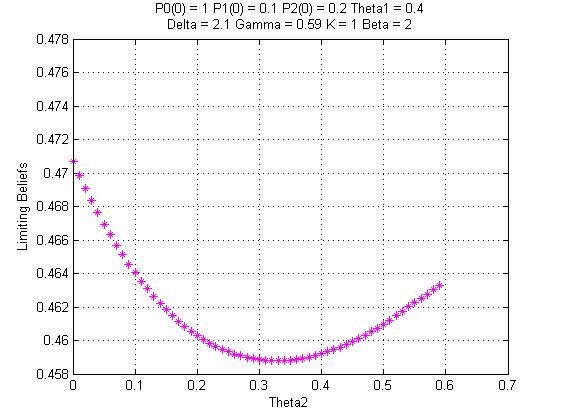 P0(0) = 1 P1(0) = 0.1 P2(0) = 0.2 Theta1 = 0.4
Delta = 2.1 Gamma = 0.59 K = 1 Beta = 2
0.478
0.476
0.474
0.472
0.47
0.468
0.466
0.464
0.462
0.46
0.458
Limiting Beliefs
0 0.1 0.2 0.3 0.4 0.5 0.6 0.7
Theta2